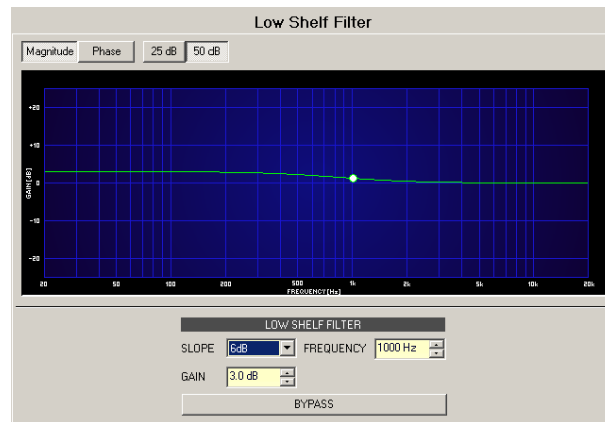 Low Shelf Filter
Magnitude Phase 25 dB 50 dB
+20
+10
GAIN[dB]
0
-10
-20
20 50 100 200 500 1k 2k 5k 10k 20k
FREQUENCY[Hz]
LOW SHELF FILTER
SLOPE 6dB FREQUENCY 1000 Hz
GAIN 3.0 dB
BYPASS